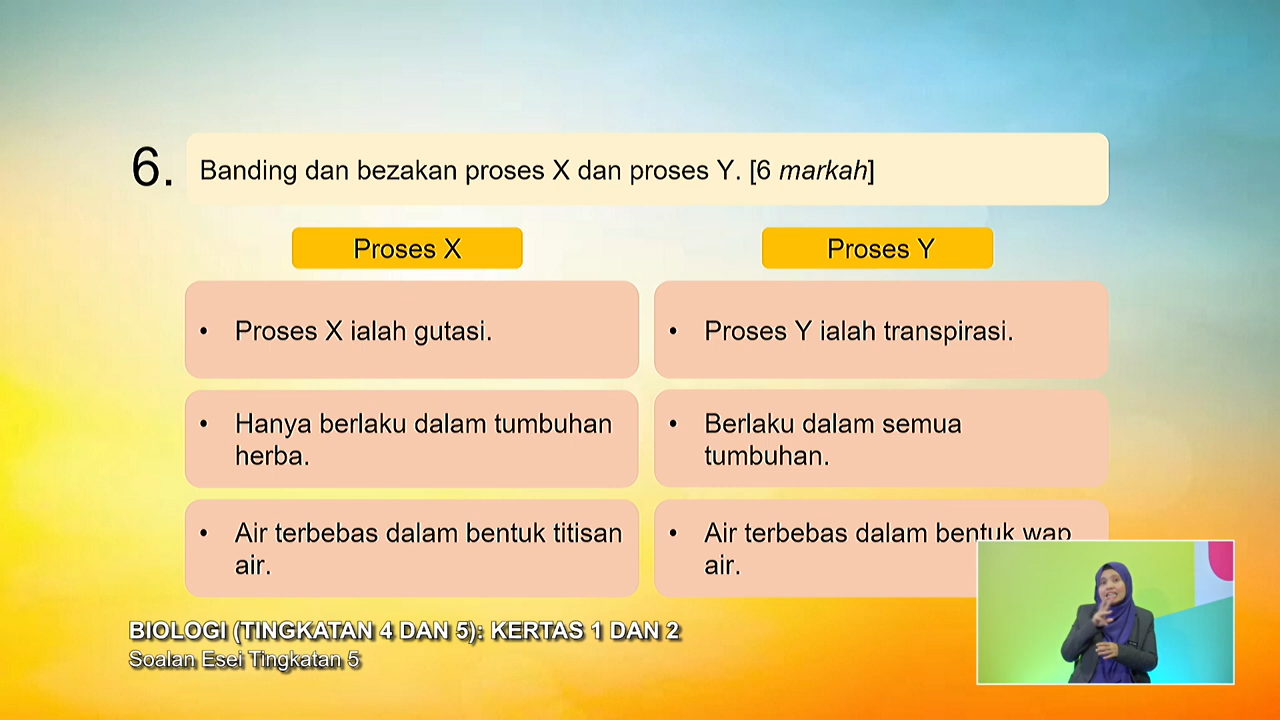 6. Banding dan bezakan proses X dan proses Y. [6 markah]
Proses X
Proses Y
• Proses X ialah gutasi.
• Proses Y ialah transpirasi.
• Hanya berlaku dalam tumbuhan
herba.
• Berlaku dalam semua
tumbuhan.
• Air terbebas dalam bentuk titisan
air.
• Air terbebas dalam bentuk wap
air.
BIOLOGI (TINGKATAN 4 DAN 5): KERTAS 1 DAN 2
Soalan Esei Tingkatan 5